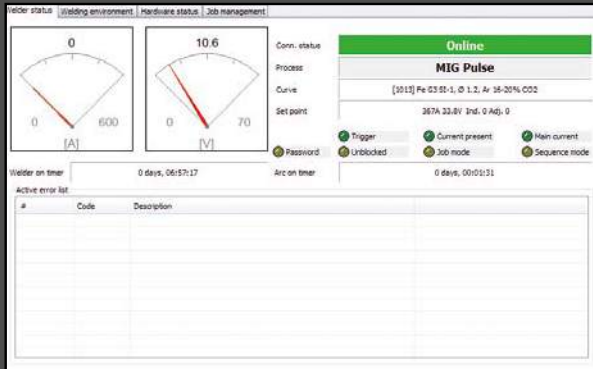 Welder status Welding environment Hardware status Job management
0
0 600
[A]
10.6
0 70
[V]
Conn. status Online
Process MIG Pulse
Curve [1013] Fe G3 SI-1, Ø 1.2, Ar 16-20% CO2
Set point 367A 33.8V Ind. 0 Adj. 0
Trigger Current present Main current
Password Unblocked Job mode Sequence mode
Welder on timer 0 days, 06:57:17 Arc on timer 0 days, 00:01:31
Active error list
# Code Description